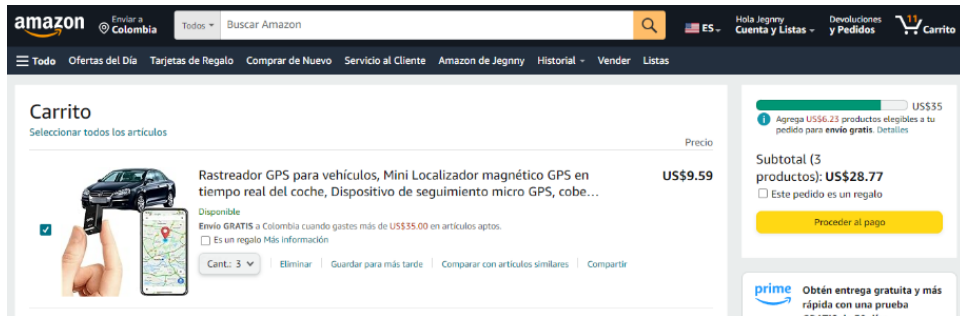 amazon
Enviar a
Colombia
Todos
Buscar Amazon
ES
Hola Jegnny
Cuenta y Listas
Devoluciones
y Pedidos
11
Carrito
Todo
Ofertas del Día
Tarjetas de Regalo
Comprar de Nuevo
Servicio al Cliente
Amazon de Jegnny
Historial
Vender
Listas
Carrito
Seleccionar todos los artículos
Precio
Rastreador GPS para vehículos, Mini Localizador magnético GPS en
tiempo real del coche, Dispositivo de seguimiento micro GPS, cobe...
US$9.59
Disponible
Envío GRATIS a Colombia cuando gastes más de US$35.00 en artículos aptos.
Es un regalo Más información
Cant.: 3
Eliminar
Guardar para más tarde
Comparar con artículos similares
Compartir
US$35
Agrega US$6.23 productos elegibles a tu
pedido para envío gratis. Detalles
Subtotal (3
productos): US$28.77
Este pedido es un regalo
Proceder al pago
prime
Obtén entrega gratuita y más
rápida con una prueba